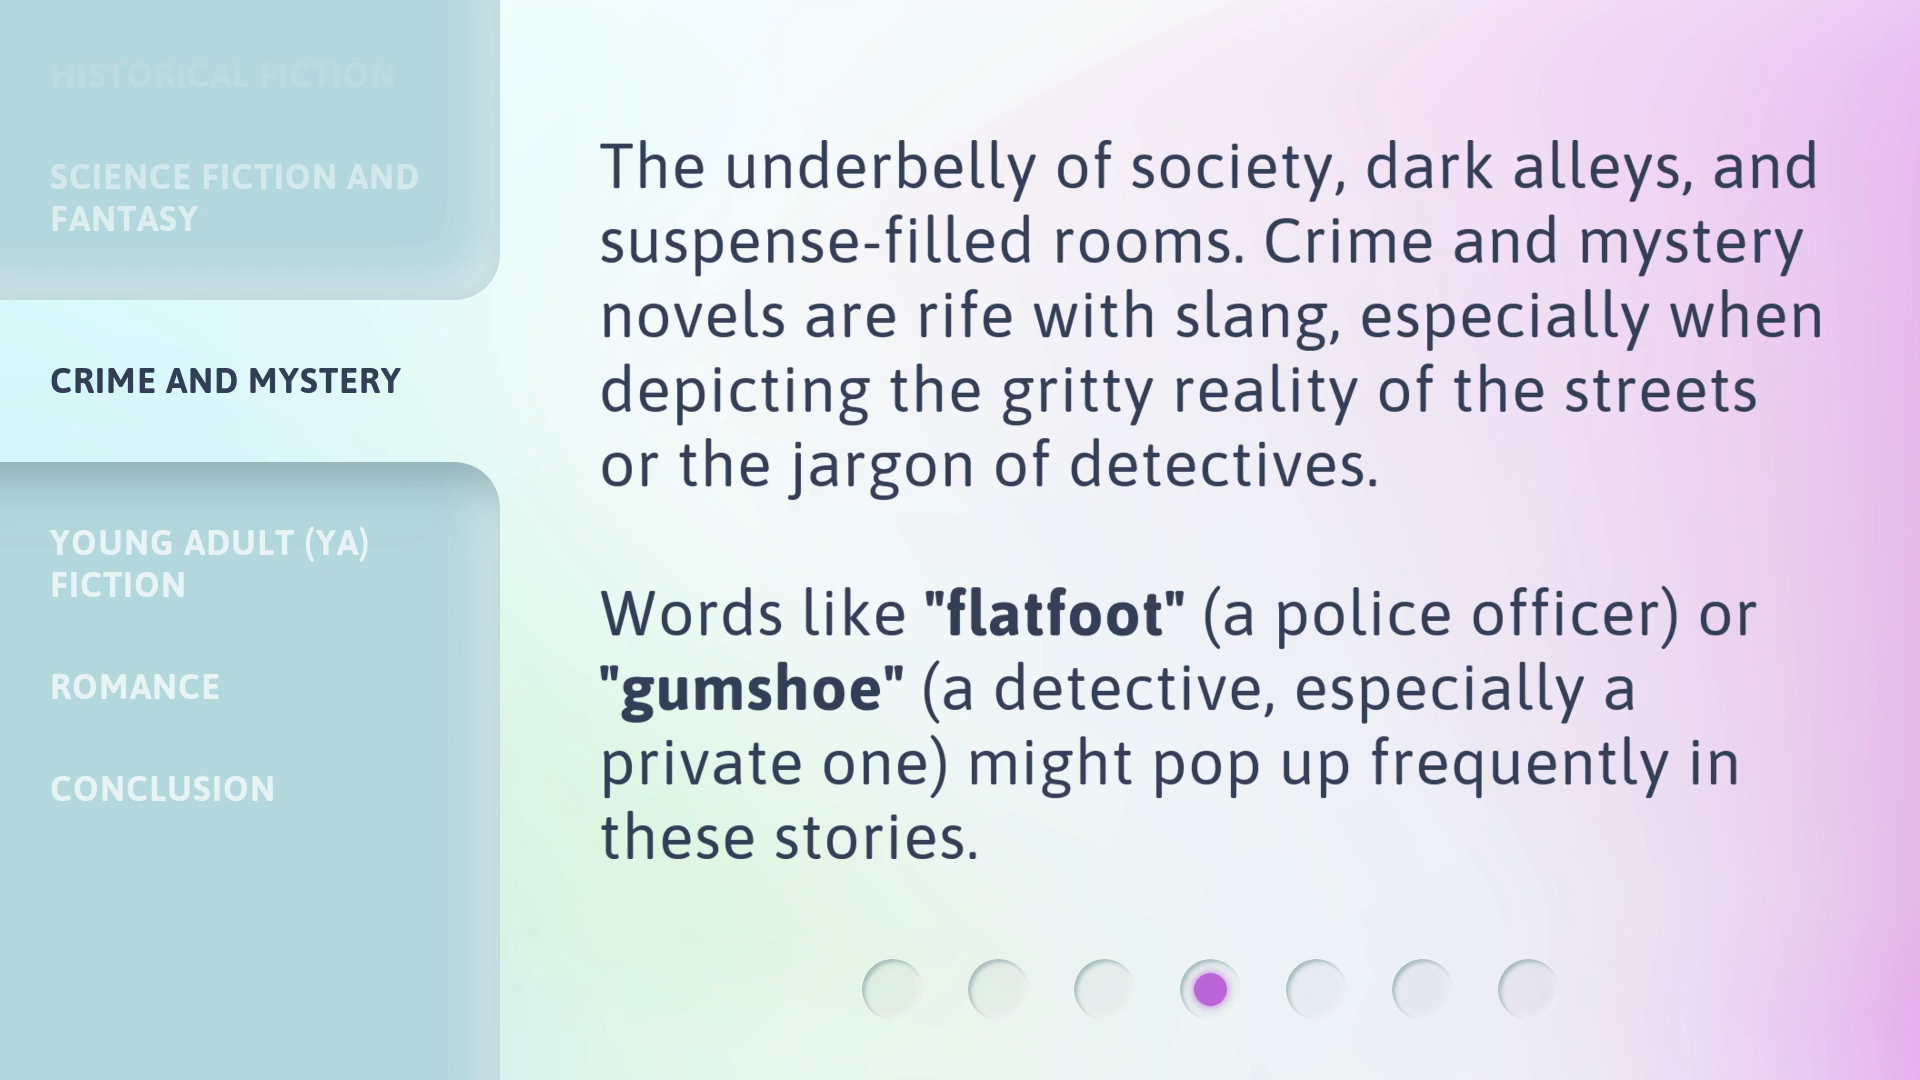 HISTORICAL FICTION
SCIENCE FICTION AND
FANTASY
CRIME AND MYSTERY
YOUNG ADULT (YA)
FICTION
ROMANCE
CONCLUSION
The underbelly of society, dark alleys, and
suspense-filled rooms. Crime and mystery
novels are rife with slang, especially when
depicting the gritty reality of the streets
or the jargon of detectives.
Words like "flatfoot" (a police officer) or
"gumshoe" (a detective, especially a
private one) might pop up frequently in
these stories.